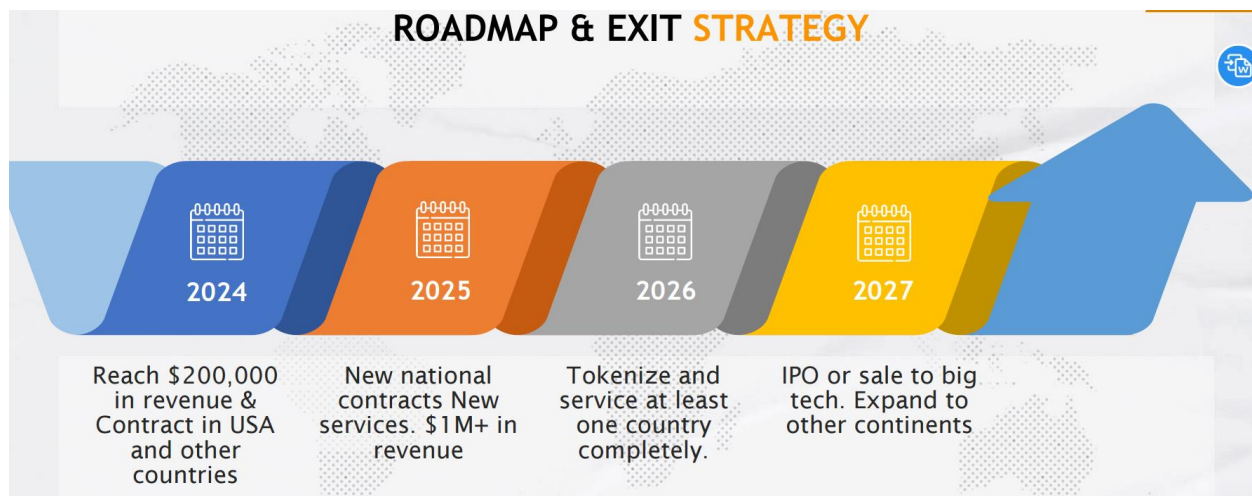 ROADMAP & EXIT STRATEGY
2024
2025
2026
2027
Reach $200,000
in revenue &
Contract in USA
and other
countries
New national
contracts New
services. $1M+ in
revenue
Tokenize and
service at least
one country
completely.
IPO or sale to big
tech. Expand to
other continents